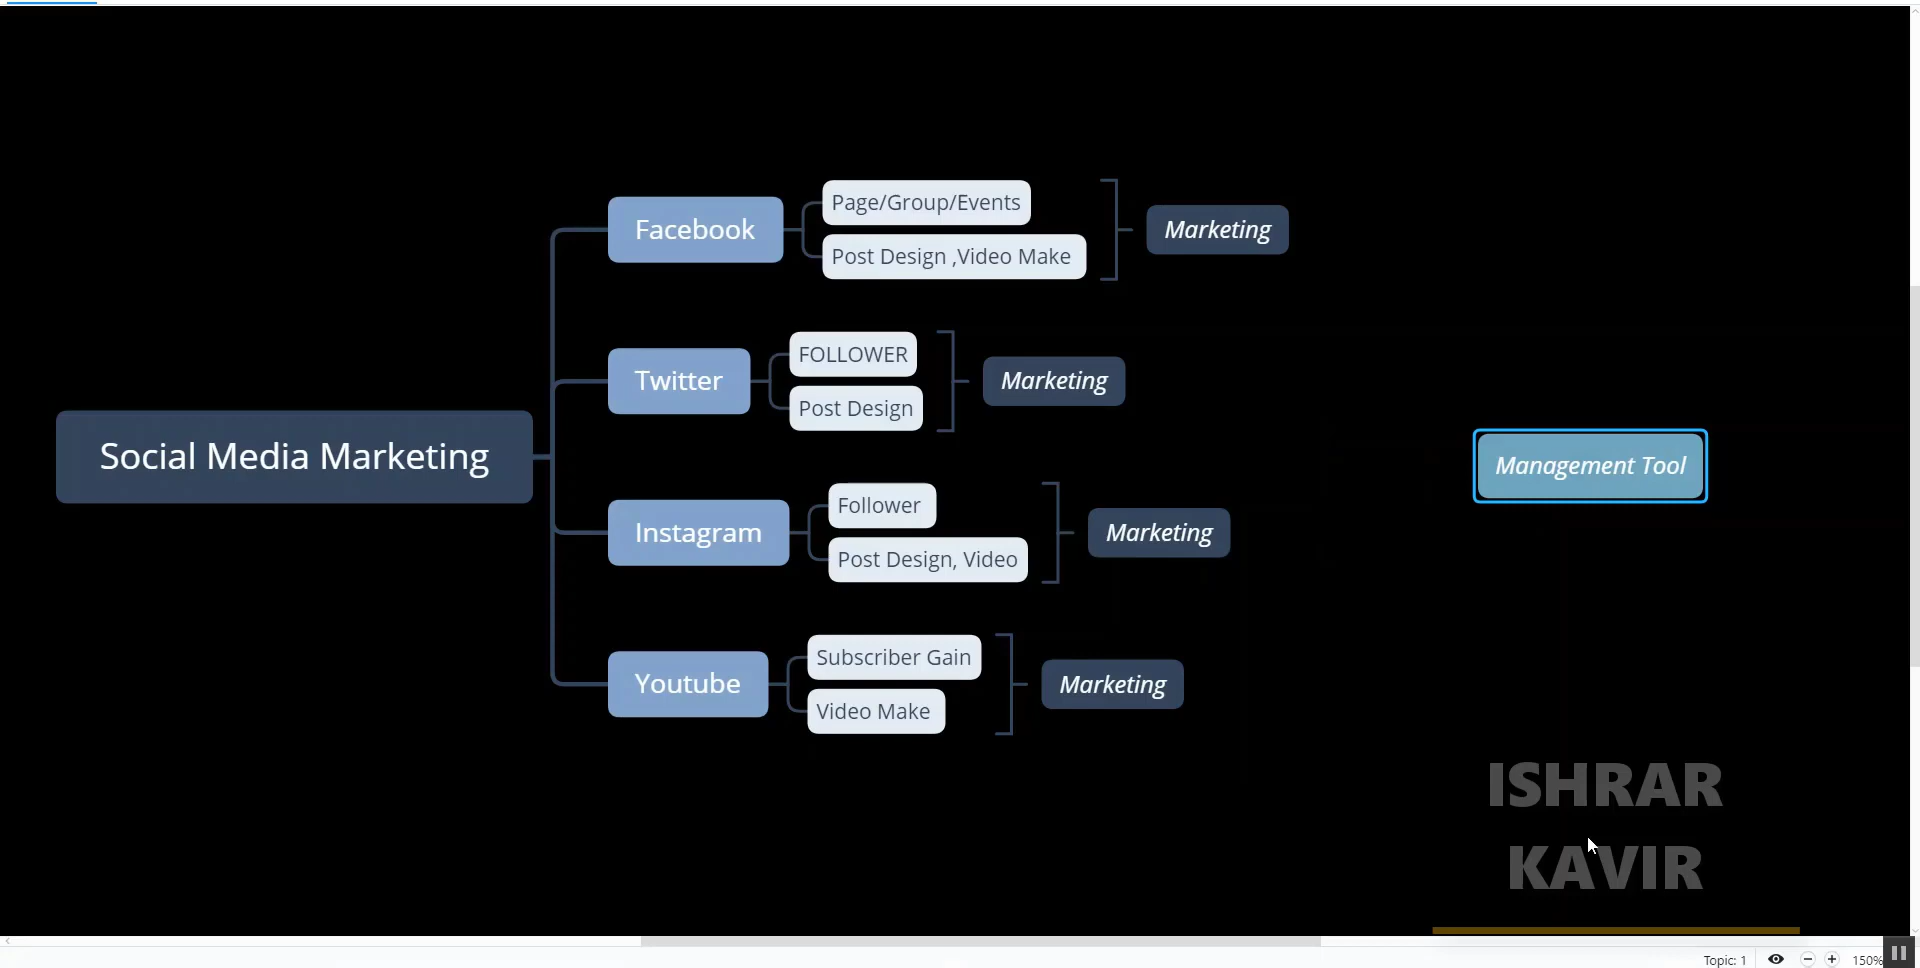 Facebook
Page/Group/Events
Post Design ,Video Make
Marketing
Twitter
FOLLOWER
Post Design
Marketing
Social Media Marketing
Management Tool
Instagram
Follower
Post Design, Video
Marketing
Youtube
Subscriber Gain
Video Make
Marketing
ISHRAR
KAVIR
Topic: 1
150%